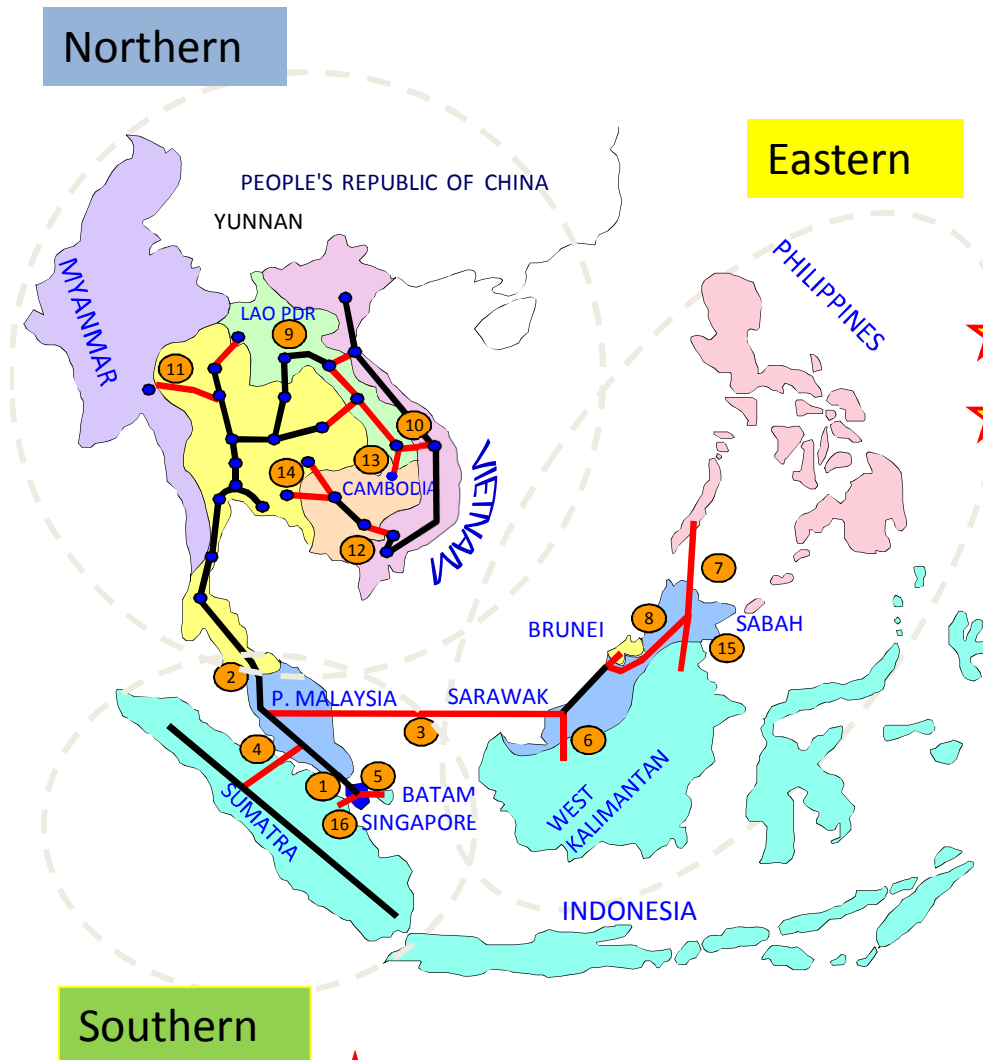 Northern
Eastern
PEOPLE'S REPUBLIC OF CHINA
YUNNAN
PHILIPPINES
MYANMAR
LAO PDR
9
11
10
13
14
CAMBODIA
VIETNAM
12
7
8
BRUNEI
SABAH
15
2
P. MALAYSIA
SARAWAK
3
6
4
5
1
BATAM
SUMATRA
16
SINGAPORE
WEST
KALIMANTAN
INDONESIA
Southern